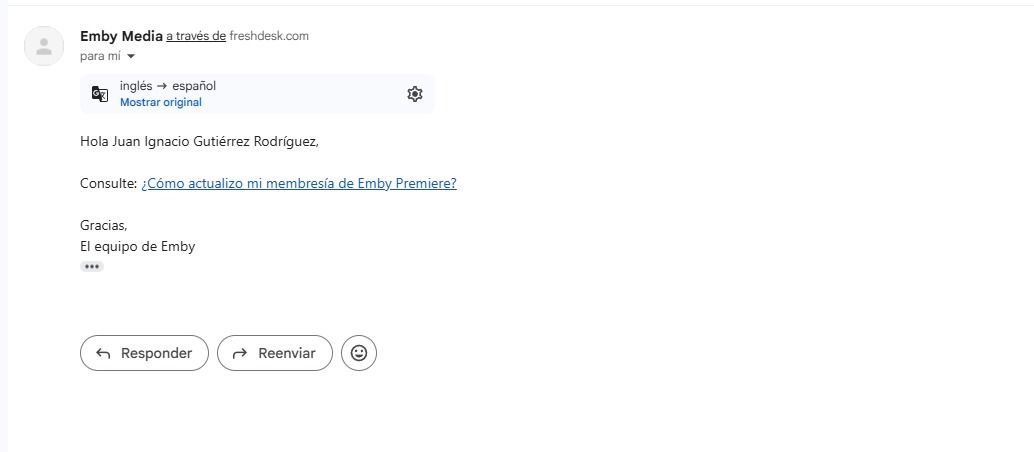 Emby Media a través de freshdesk.com
para mí
inglés → español
Mostrar original
Hola Juan Ignacio Gutiérrez Rodríguez,
Consulte: ¿Cómo actualizo mi membresía de Emby Premiere?
Gracias,
El equipo de Emby
Responder
Reenviar